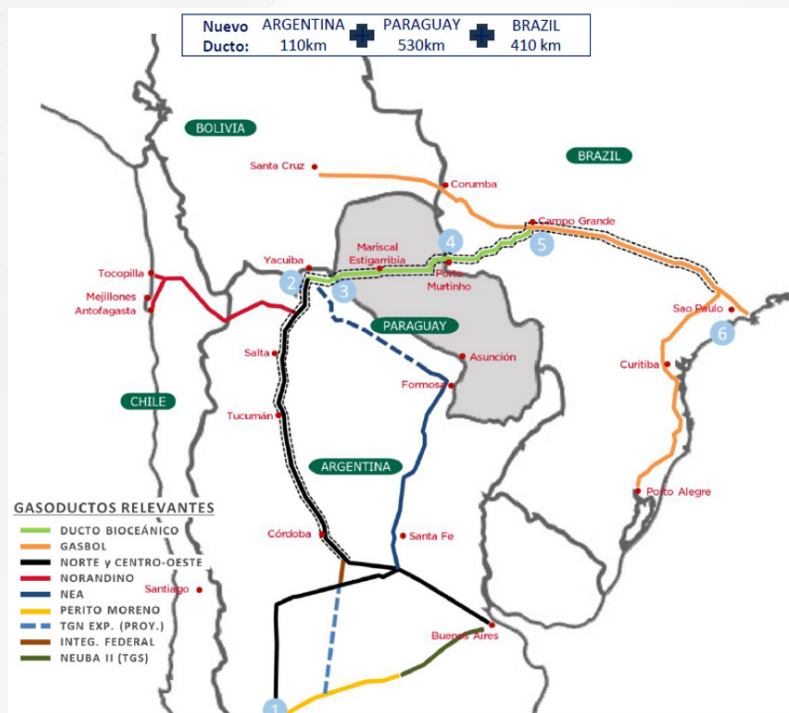 Nuevo Ducto:
ARGENTINA
110km
PARAGUAY
530km
BRAZIL
410 km
BOLIVIA
BRAZIL
Santa Cruz
Corumba
Campo Grande
4
5
Yacuiba
Mariscal
Estigarribia
Porto
Murtinho
2
3
Tocopilla
Mejillones
Antofagasta
Sao Paulo
6
PARAGUAY
Salta
Asunción
Curitiba
Formosa
CHILE
Tucumán
ARGENTINA
Porto Alegre
GASODUCTOS RELEVANTES
DUCTO BIOCEÁNICO
GASBOL
NORTE y CENTRO-OESTE
NORANDINO
NEA
PERITO MORENO
TGN EXP. (PROY.)
INTEG. FEDERAL
NEUBA II (TGS)
Córdoba
Santa Fe
Santiago
Buenos Aires
1